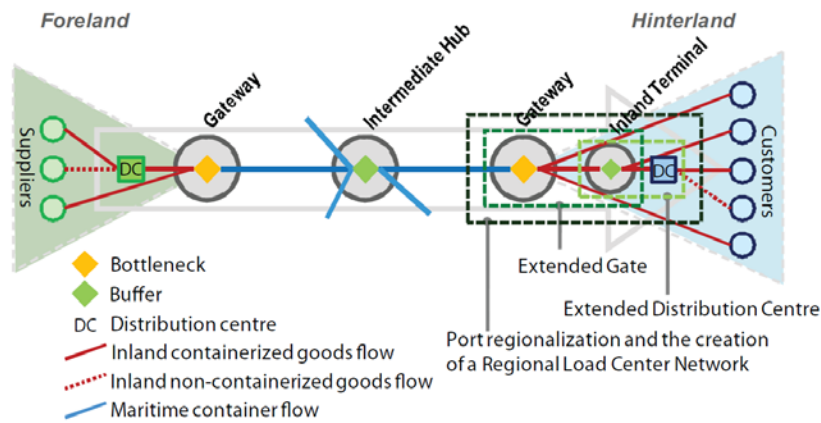 Foreland
Hinterland
Gateway
Intermediate Hub
Gateway
Inland Terminal
Suppliers
DC
DC
Customers
Bottleneck
Buffer
DC Distribution centre
Inland containerized goods flow
Inland non-containerized goods flow
Maritime container flow
Extended Gate
Extended Distribution Centre
Port regionalization and the creation
of a Regional Load Center Network